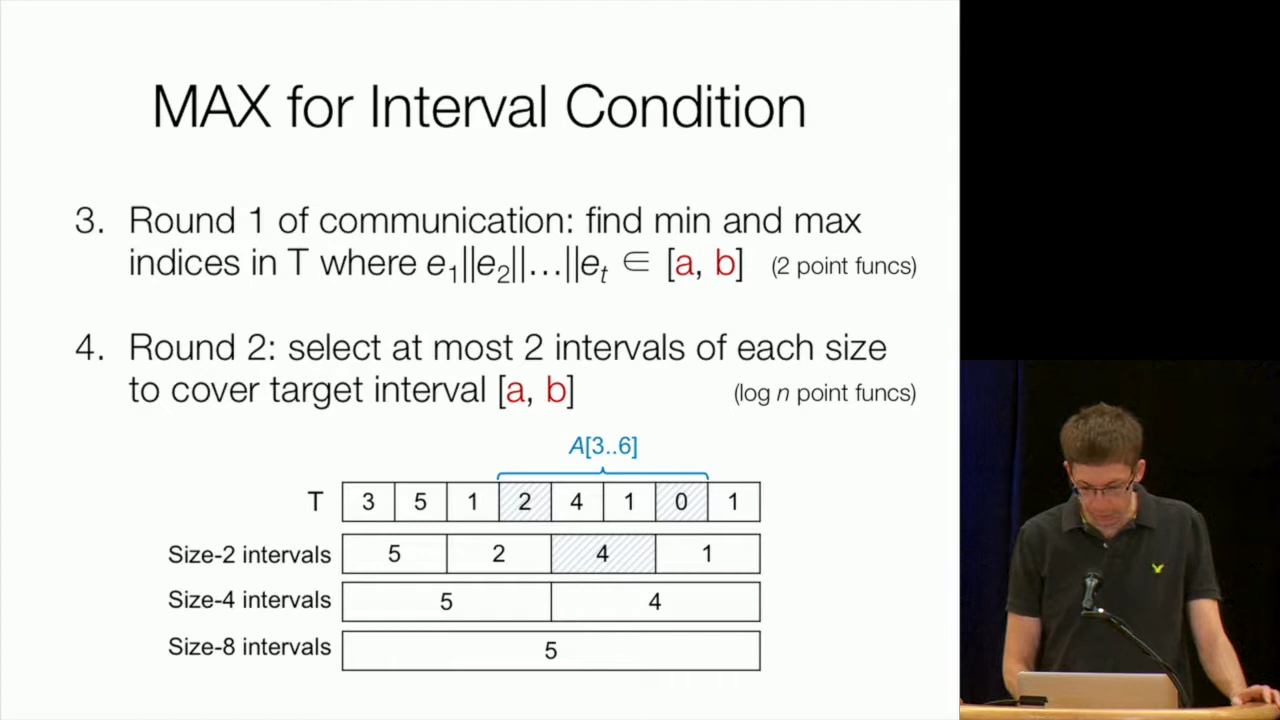 MAX for Interval Condition
3. Round 1 of communication: find min and max
indices in T where e₁||e₂||…||eₜ ∈ [a, b] (2 point funcs)
4. Round 2: select at most 2 intervals of each size
to cover target interval [a, b] (log n point funcs)
A[3..6]
T 3 5 1 2 4 1 0 1
Size-2 intervals 5 2 4 1
Size-4 intervals 5 4
Size-8 intervals 5